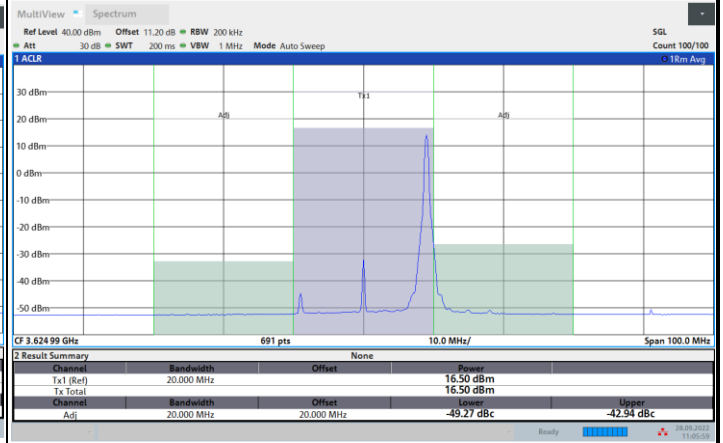 MultiView Spectrum
Ref Level 40.00 dBm Offset 11.20 dB RBW 200 kHz SGL
Att 30 dB SWT 200 ms VBW 1 MHz Mode Auto Sweep Count 100/100
1 ACLR 1Rm Avg
30 dBm
Tx1
20 dBm
Adj Adj
10 dBm
0 dBm
-10 dBm
-20 dBm
-30 dBm
-40 dBm
-50 dBm
CF 3.624 99 GHz 691 pts 10.0 MHz/ Span 100.0 MHz
2 Result Summary None
Channel Bandwidth Offset Power
Tx1 (Ref) 20.000 MHz 16.50 dBm
Tx Total 16.50 dBm
Channel Bandwidth Offset Lower Upper
Adj 20.000 MHz 20.000 MHz -49.27 dBc -42.94 dBc
Ready 28.09.2022
11:05:59